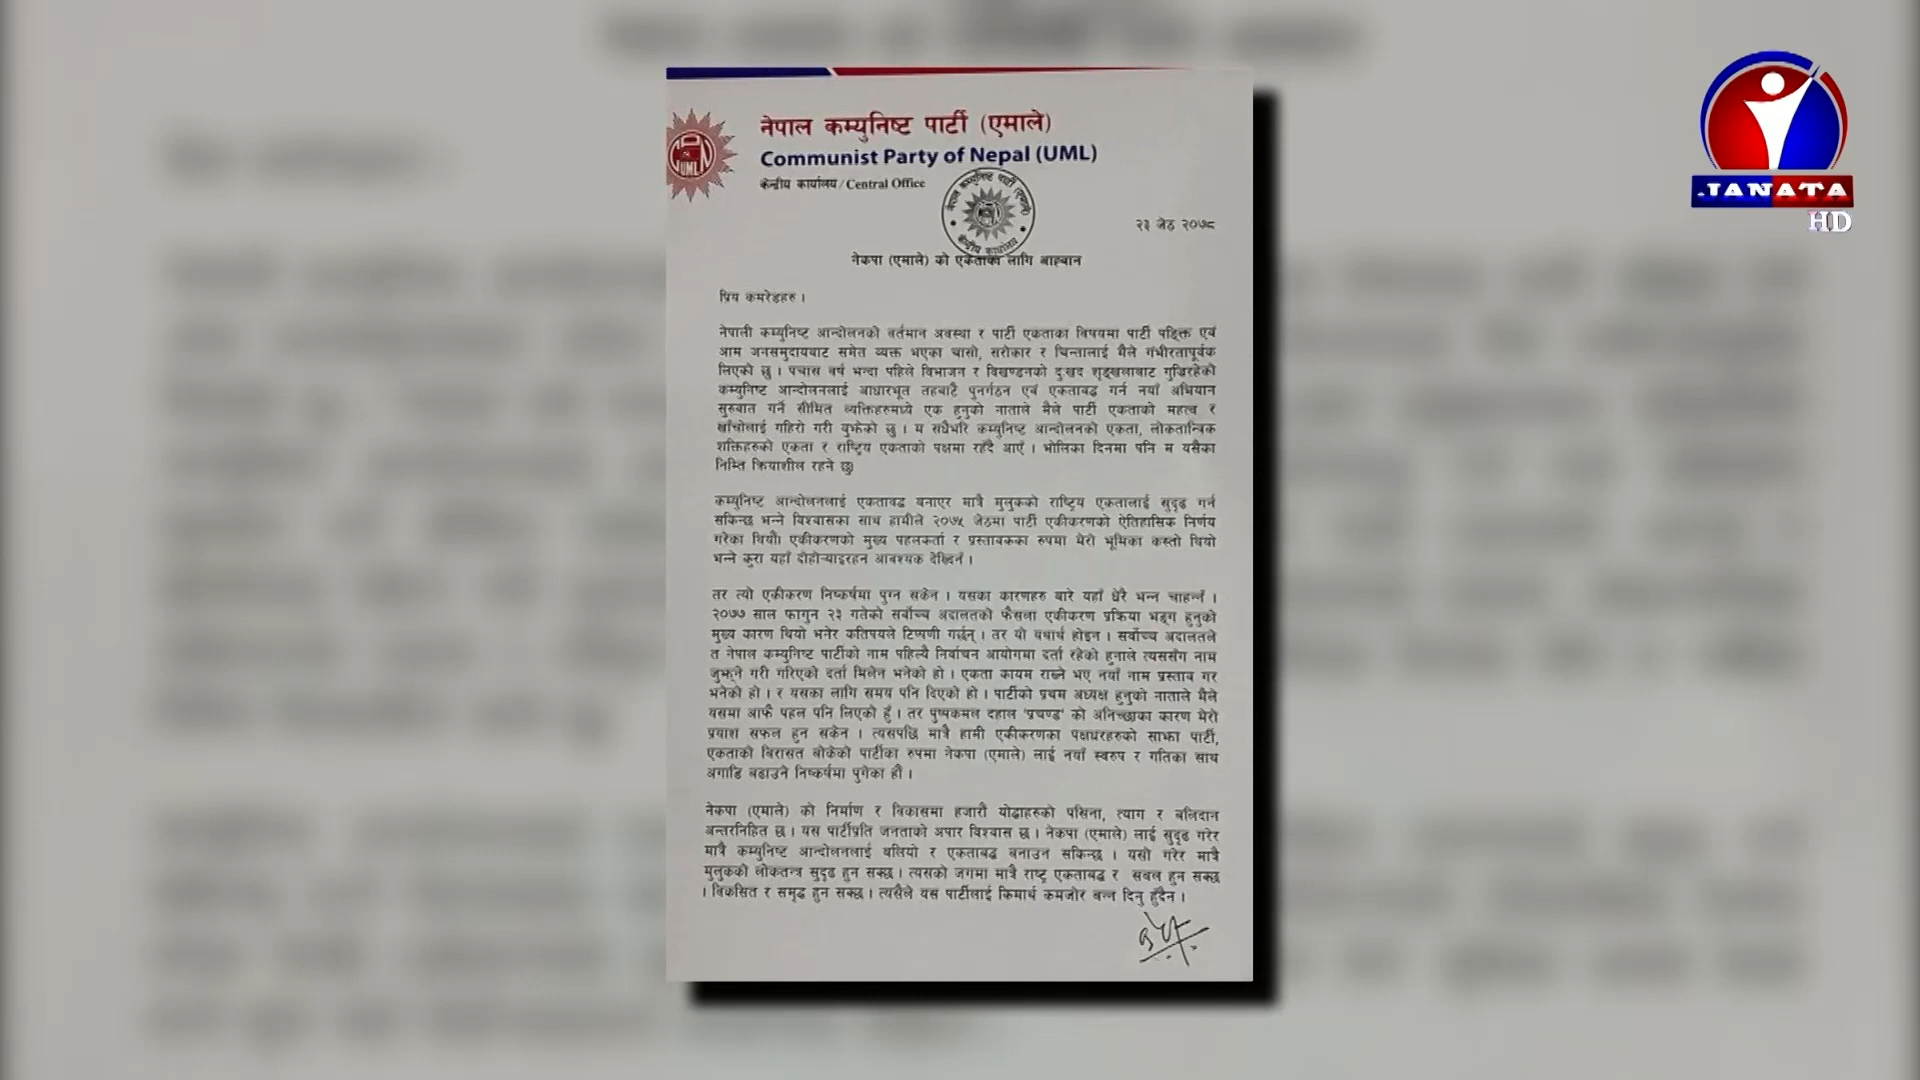 नेपाल कम्युनिष्ट पार्टी (एमाले)
Communist Party of Nepal (UML)
केन्द्रीय कार्यालय/Central Office
CPN
UML
नेपाल कम्युनिष्ट पार्टी (एमाले)
केन्द्रीय कार्यालय
२३ जेठ २०७८
नेकपा (एमाले) को एकताका लागि आह्वान
प्रिय कमरेडहरु ।
नेपाली कम्युनिष्ट आन्दोलनको वर्तमान अवस्था र पार्टी एकताका विषयमा पार्टी पङ्क्ति एवं
आम जनसमुदायबाट समेत व्यक्त भएका चासो, सरोकार र चिन्तालाई मैले गंभीरतापूर्वक
लिएको छु । पचास वर्ष भन्दा पहिले विभाजन र विखण्डनको दुःखद शृङ्खलाबाट गुज्रिरहेको
कम्युनिष्ट आन्दोलनलाई आधारभूत तहबाटै पुनर्गठन एवं एकताबद्ध गर्न नयाँ अभियान
सुरुवात गर्ने सीमित व्यक्तिहरुमध्ये एक हुनुको नाताले मैले पार्टी एकताको महत्व र
खाँचोलाई गहिरो गरी बुझेको छु । म सधैभरि कम्युनिष्ट आन्दोलनको एकता, लोकतान्त्रिक
शक्तिहरुको एकता र राष्ट्रिय एकताको पक्षमा रहँदै आएँ । भोलिका दिनमा पनि म यसैका
निम्ति क्रियाशील रहने छु।
कम्युनिष्ट आन्दोलनलाई एकताबद्ध बनाएर मात्रै मुलुकको राष्ट्रिय एकतालाई सुदृढ गर्न
सकिन्छ भन्ने विश्वासका साथ हामीले २०७५ जेठमा पार्टी एकीकरणको ऐतिहासिक निर्णय
गरेका थियौं। एकीकरणको मुख्य पहलकर्ता र प्रस्तावकका रुपमा मेरो भूमिका कस्तो थियो
भन्ने कुरा यहाँ दोहोर्‍याइरहन आवश्यक देख्दिनँ ।
तर त्यो एकीकरण निष्कर्षमा पुग्न सकेन । यसका कारणहरु बारे यहाँ धेरै भन्न चाहन्नँ ।
२०७७ साल फागुन २३ गतेको सर्वोच्च अदालतको फैसला एकीकरण प्रक्रिया भङ्ग हुनुको
मुख्य कारण थियो भनेर कतिपयले टिप्पणी गर्छन् । तर यो यथार्थ होइन । सर्वोच्च अदालतले
त नेपाल कम्युनिष्ट पार्टीको नाम पहिल्यै निर्वाचन आयोगमा दर्ता रहेको हुनाले त्यससँग नाम
जुझ्ने गरी गरिएको दर्ता मिलेन भनेको हो । एकता कायम राख्ने भए नयाँ नाम प्रस्ताव गर
भनेको हो । र यसका लागि समय पनि दिएको हो । पार्टीको प्रथम अध्यक्ष हुनुको नाताले मैले
यसमा आफै पहल पनि लिएको हुँ । तर पुष्पकमल दहाल 'प्रचण्ड' को अनिच्छाका कारण मेरो
प्रयाश सफल हुन सकेन । त्यसपछि मात्रै हामी एकीकरणका पक्षधरहरुको साझा पार्टी,
एकताको विरासत बोकेको पार्टीका रुपमा नेकपा (एमाले) लाई नयाँ स्वरुप र गतिका साथ
अगाडि बढाउने निष्कर्षमा पुगेका हौं ।
नेकपा (एमाले) को निर्माण र विकासमा हजारौं योद्धाहरुको पसिना, त्याग र बलिदान
अन्तरनिहित छ । यस पार्टीप्रति जनताको अपार विश्वास छ । नेकपा (एमाले) लाई सुदृढ गरेर
मात्रै कम्युनिष्ट आन्दोलनलाई बलियो र एकताबद्ध बनाउन सकिन्छ । यसो गरेर मात्रै
मुलुकको लोकतन्त्र सुदृढ हुन सक्छ । त्यसको जगमा मात्रै राष्ट्र एकताबद्ध र सबल हुन सक्छ
। विकसित र समृद्ध हुन सक्छ । त्यसैले यस पार्टीलाई किमार्थ कमजोर बन्न दिनु हुँदैन ।
JANATA
HD